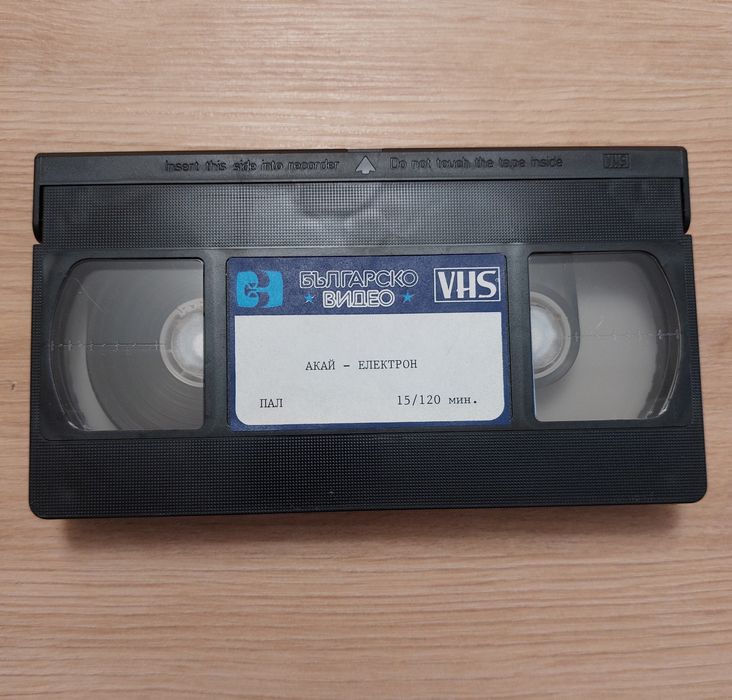 Insert this side into recorder Do not touch the tape inside VHS
БЪЛГАРСКО
ВИДЕО
VHS
АКАЙ - ЕЛЕКТРОН
ПАЛ 15/120 мин.